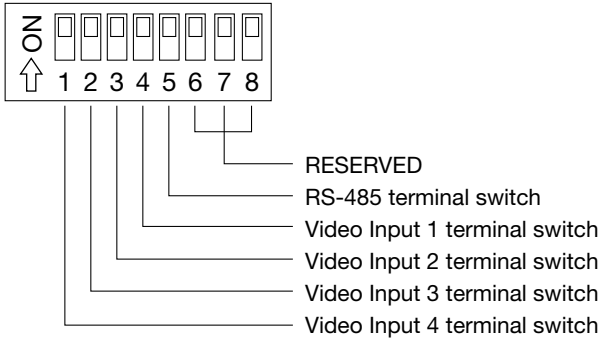 ON
1 2 3 4 5 6 7 8
RESERVED
RS-485 terminal switch
Video Input 1 terminal switch
Video Input 2 terminal switch
Video Input 3 terminal switch
Video Input 4 terminal switch